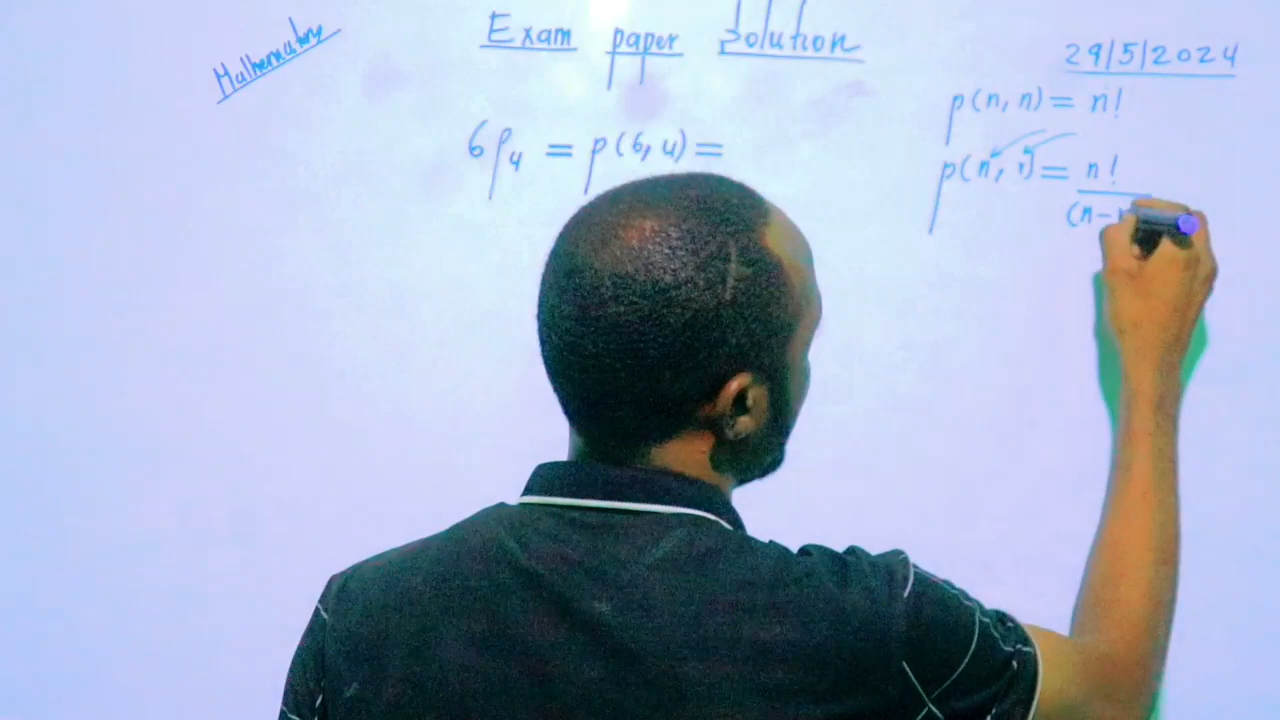 Mathematics
Exam paper Solution
29/5/2024
p(n, n) = n!
6P4 = p(6, 4) =
p(n, r) = n!
(n-